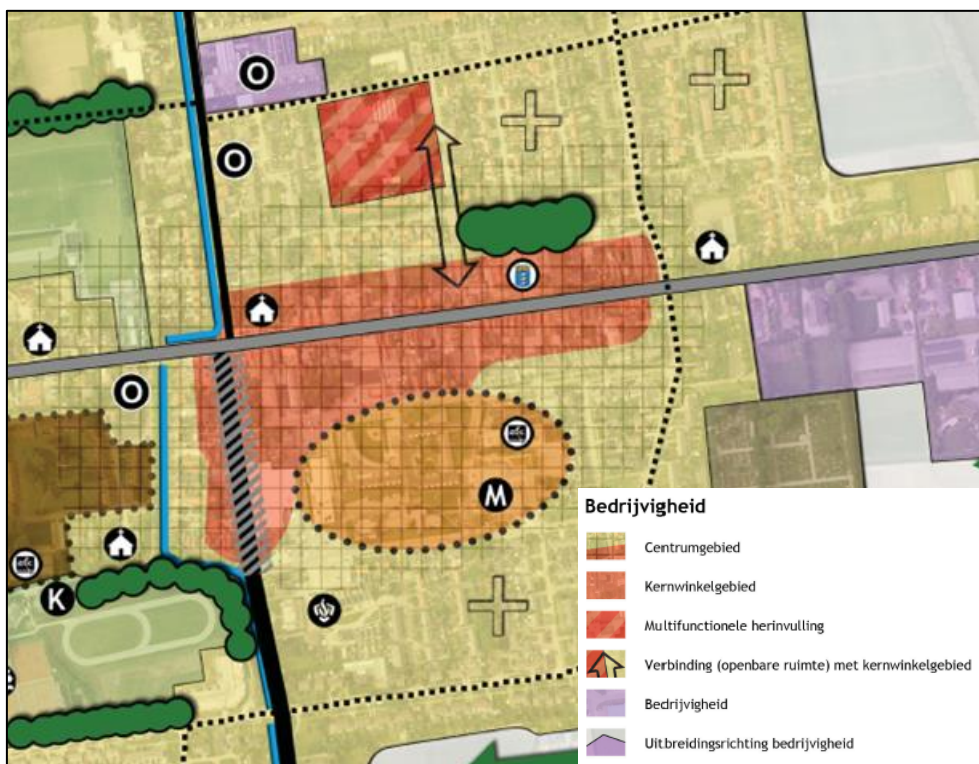 O
O
O
M
K
Bedrijvigheid
Centrumgebied
Kernwinkelgebied
Multifunctionele herinvulling
Verbinding (openbare ruimte) met kernwinkelgebied
Bedrijvigheid
Uitbreidingsrichting bedrijvigheid